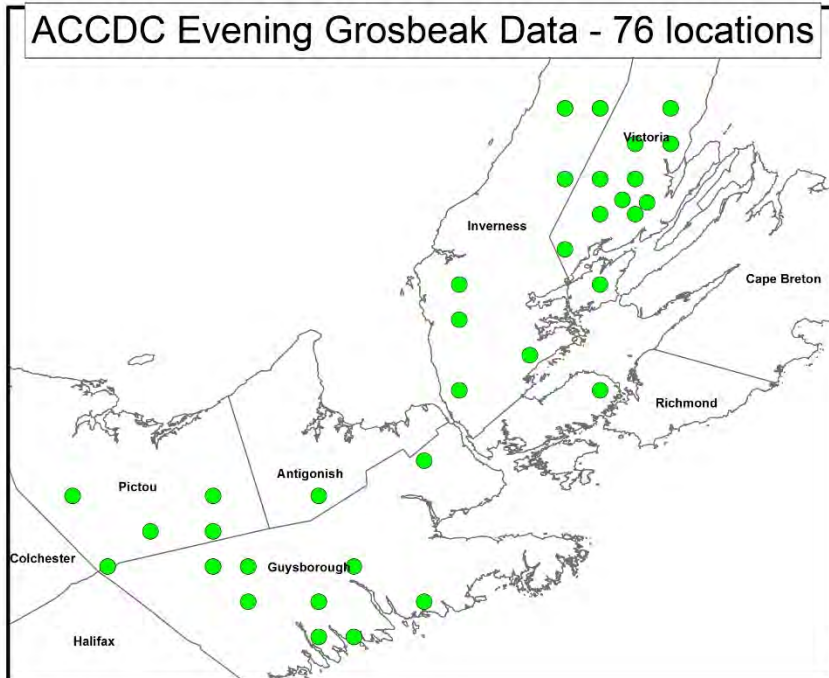 ACCDC Evening Grosbeak Data - 76 locations
Victoria
Inverness
Cape Breton
Richmond
Antigonish
Pictou
Colchester
Guysborough
Halifax